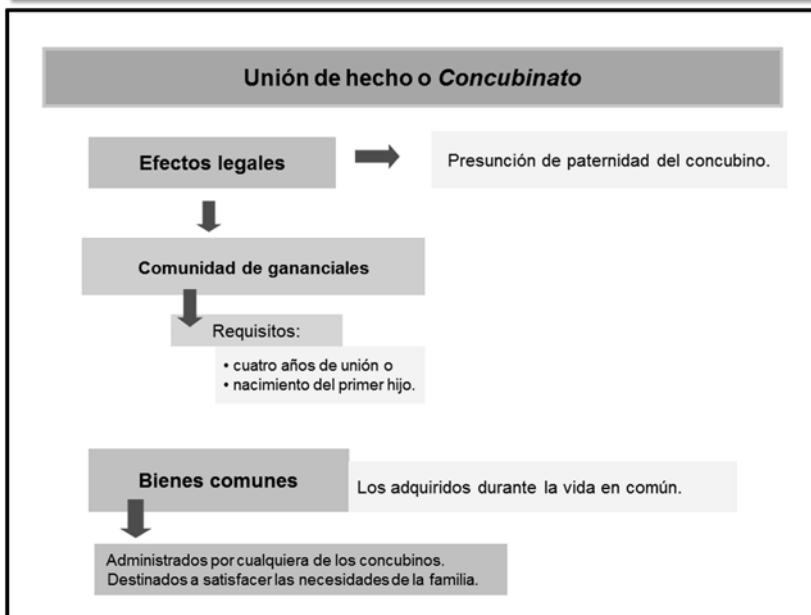 Unión de hecho o Concubinato
Efectos legales
Presunción de paternidad del concubino.
Comunidad de gananciales
Requisitos:
• cuatro años de unión o
• nacimiento del primer hijo.
Bienes comunes
Los adquiridos durante la vida en común.
Administrados por cualquiera de los concubinos.
Destinados a satisfacer las necesidades de la familia.